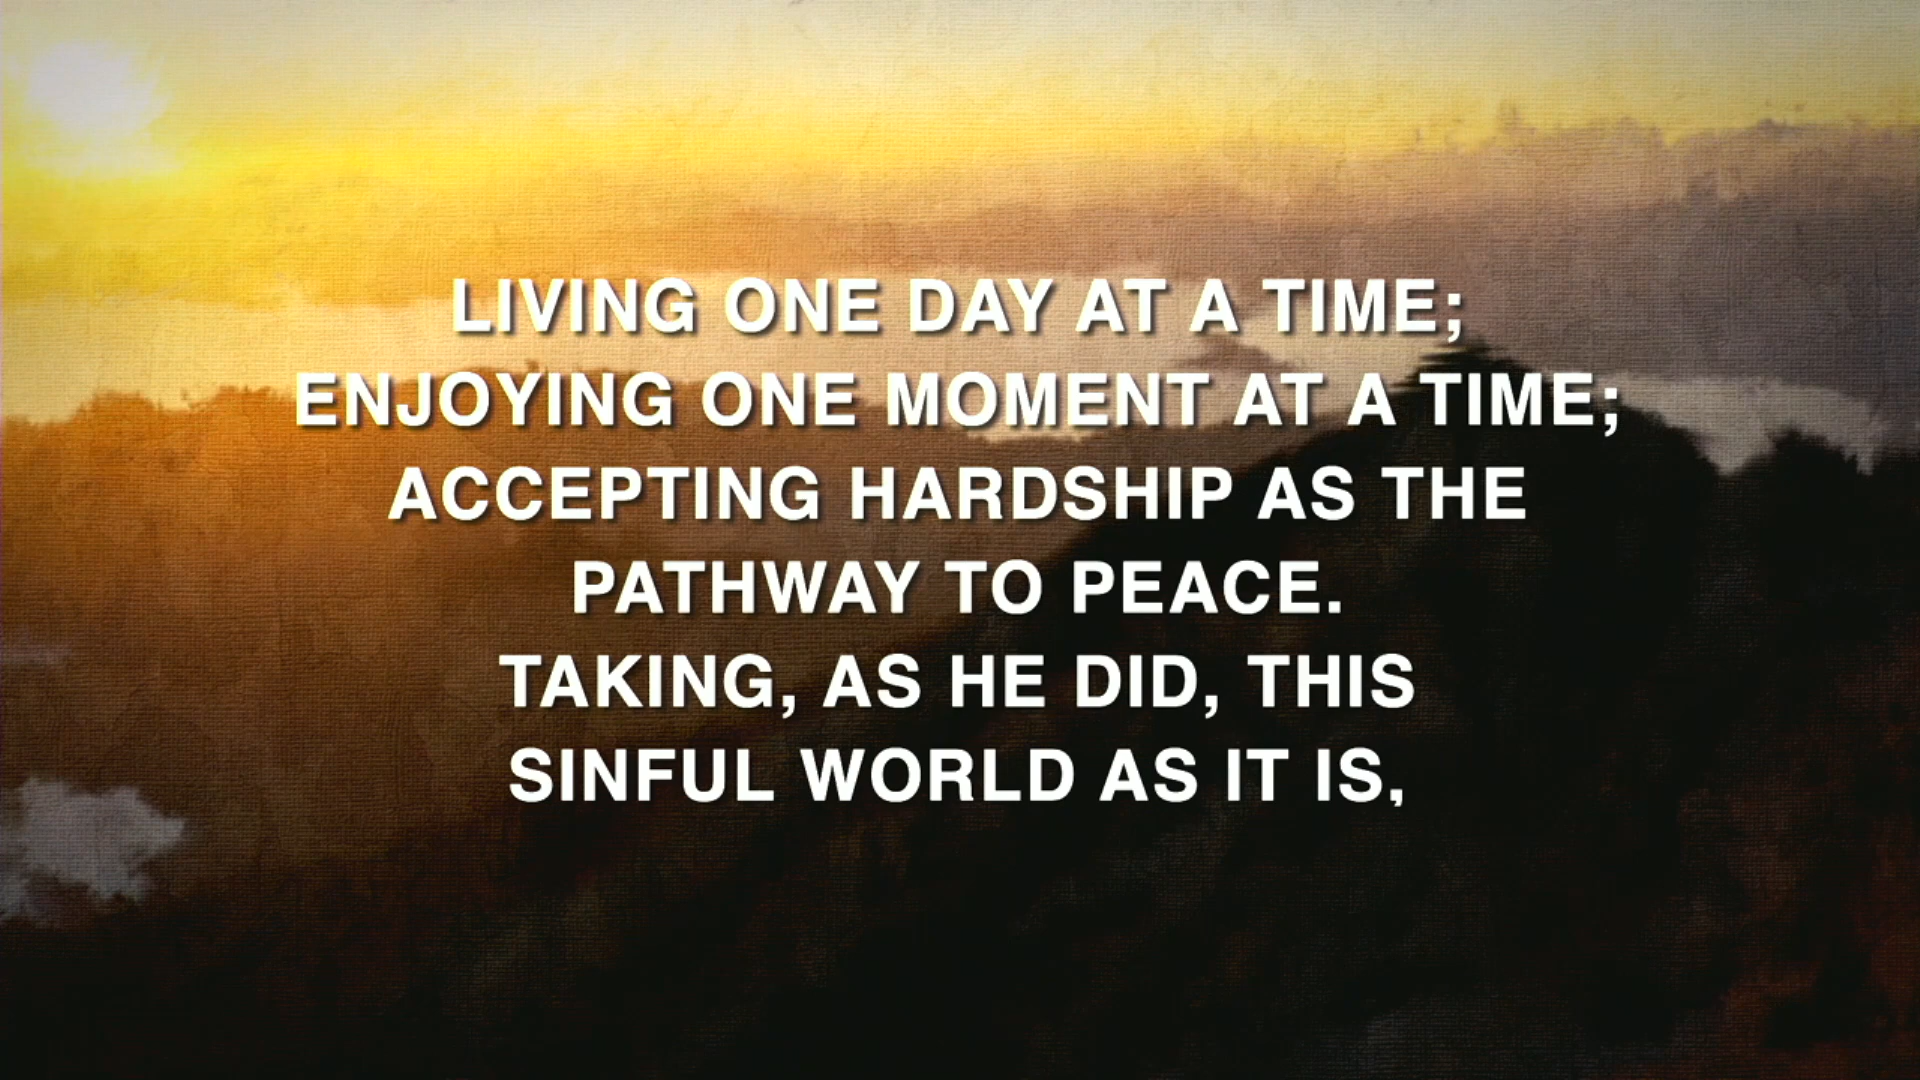 LIVING ONE DAY AT A TIME;
ENJOYING ONE MOMENT AT A TIME;
ACCEPTING HARDSHIP AS THE
PATHWAY TO PEACE.
TAKING, AS HE DID, THIS
SINFUL WORLD AS IT IS,